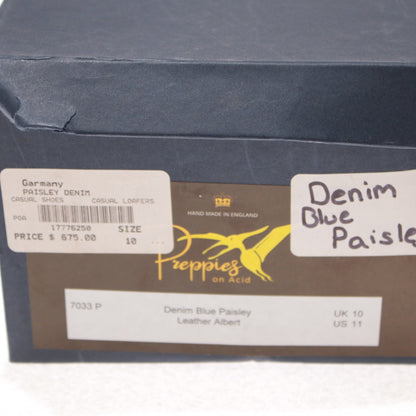 Garmany
PAISLEY DENIM
CASUAL SHOES CASUAL LOAFERS
POA
17776250 SIZE
PRICE $ 675.00 10
HAND MADE IN ENGLAND
Preppies
on Acid
7033 P Denim Blue Paisley UK 10
Leather Albert US 11
Denim
Blue
Paisle